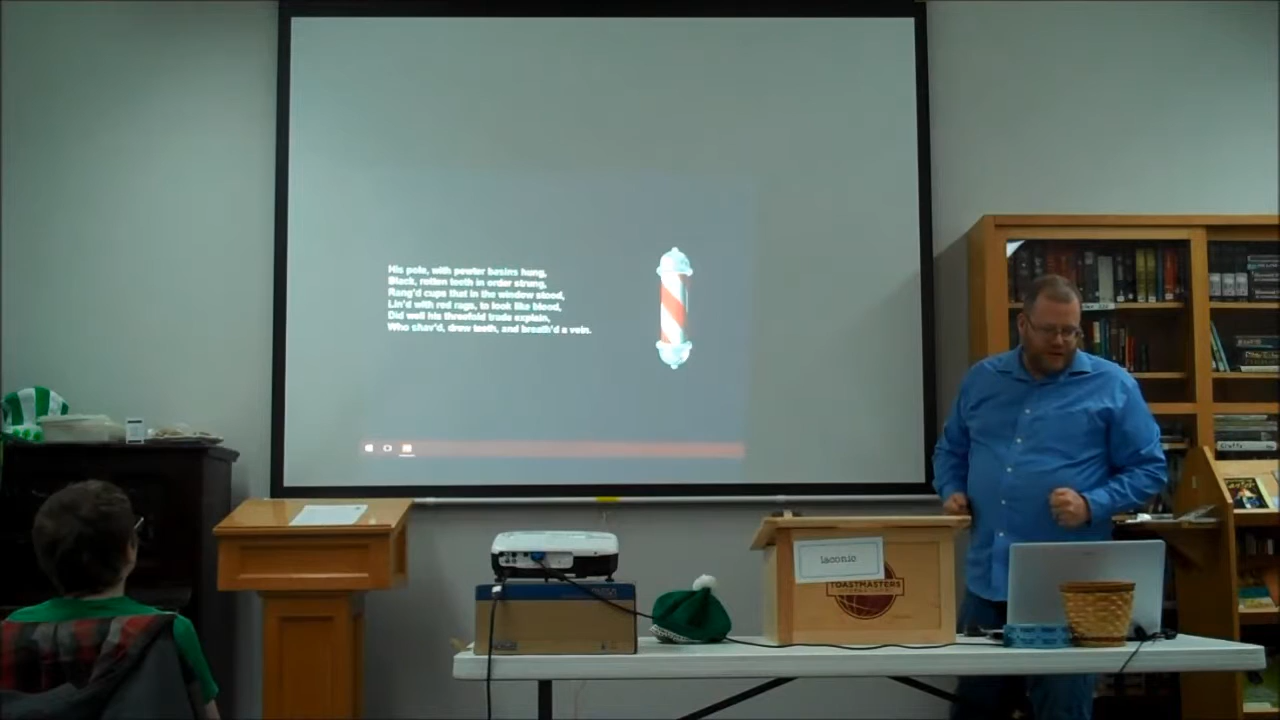 His pole, with pewter basins hung,
Black, rotten teeth in order strung,
Rang'd cups that in the window stood,
Lin'd with red rags, to look like blood,
Did well his threefold trade explain,
Who shav'd, drew teeth, and breath'd a vein.
laconic
TOASTMASTERS
INTERNATIONAL